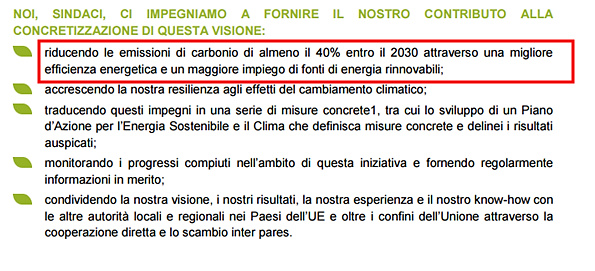 NOI, SINDACI, CI IMPEGNIAMO A FORNIRE IL NOSTRO CONTRIBUTO ALLA
CONCRETIZZAZIONE DI QUESTA VISIONE:
riducendo le emissioni di carbonio di almeno il 40% entro il 2030 attraverso una migliore
efficienza energetica e un maggiore impiego di fonti di energia rinnovabili;
accrescendo la nostra resilienza agli effetti del cambiamento climatico;
traducendo questi impegni in una serie di misure concrete1, tra cui lo sviluppo di un Piano
d'Azione per l'Energia Sostenibile e il Clima che definisca misure concrete e delinei i risultati
auspicati;
monitorando i progressi compiuti nell'ambito di questa iniziativa e fornendo regolarmente
informazioni in merito;
condividendo la nostra visione, i nostri risultati, la nostra esperienza e il nostro know-how con
le altre autorità locali e regionali nei Paesi dell'UE e oltre i confini dell'Unione attraverso la
cooperazione diretta e lo scambio inter pares.